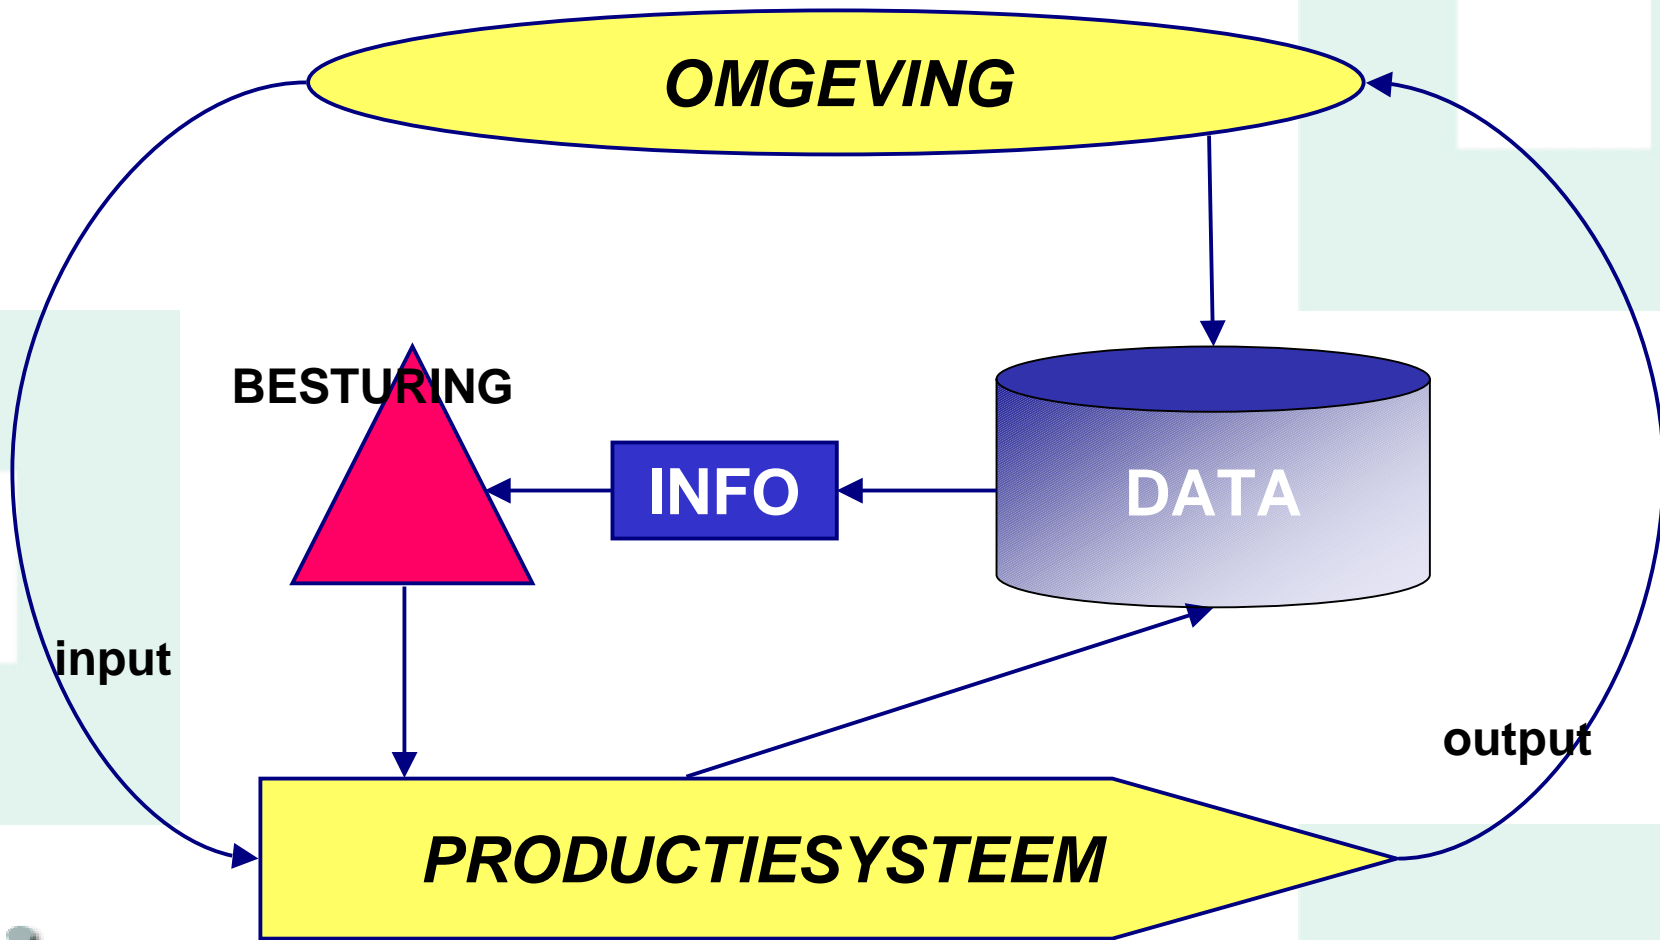 OMGEVING
BESTURING
INFO
DATA
input
output
PRODUCTIESYSTEEM